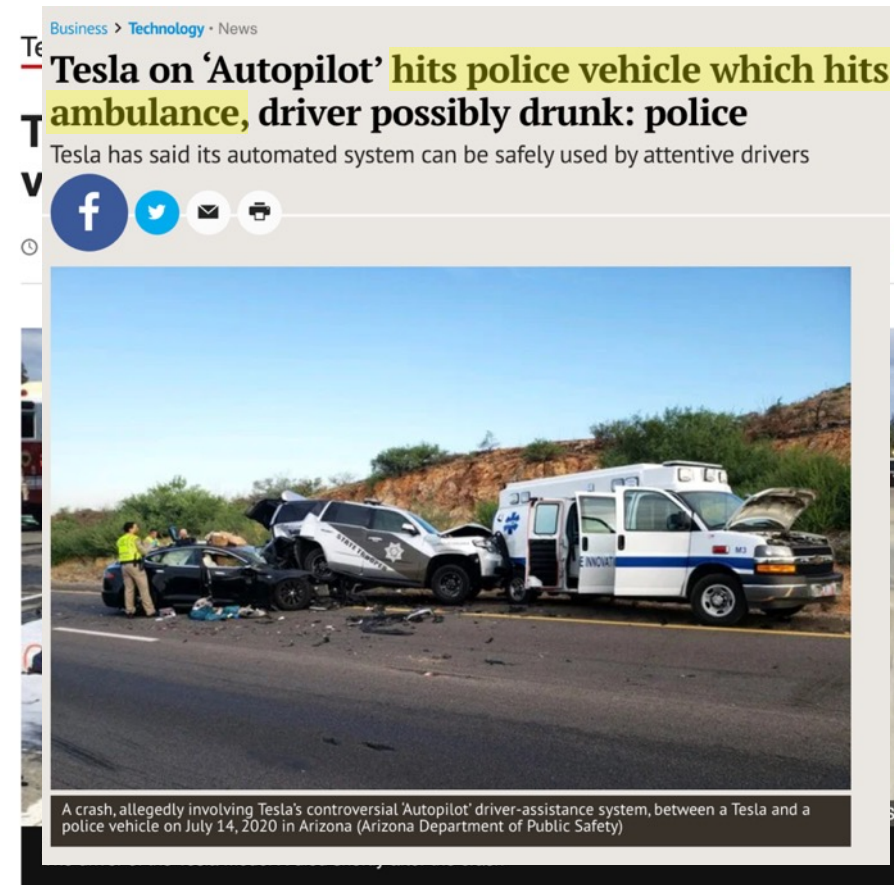 Business > Technology • News
Te
Tesla on ‘Autopilot’ hits police vehicle which hits
ambulance, driver possibly drunk: police
Tesla has said its automated system can be safely used by attentive drivers
f
STATE TROOPER
E INNOVATI
M3
A crash, allegedly involving Tesla’s controversial ‘Autopilot’ driver-assistance system, between a Tesla and a
police vehicle on July 14, 2020 in Arizona (Arizona Department of Public Safety)